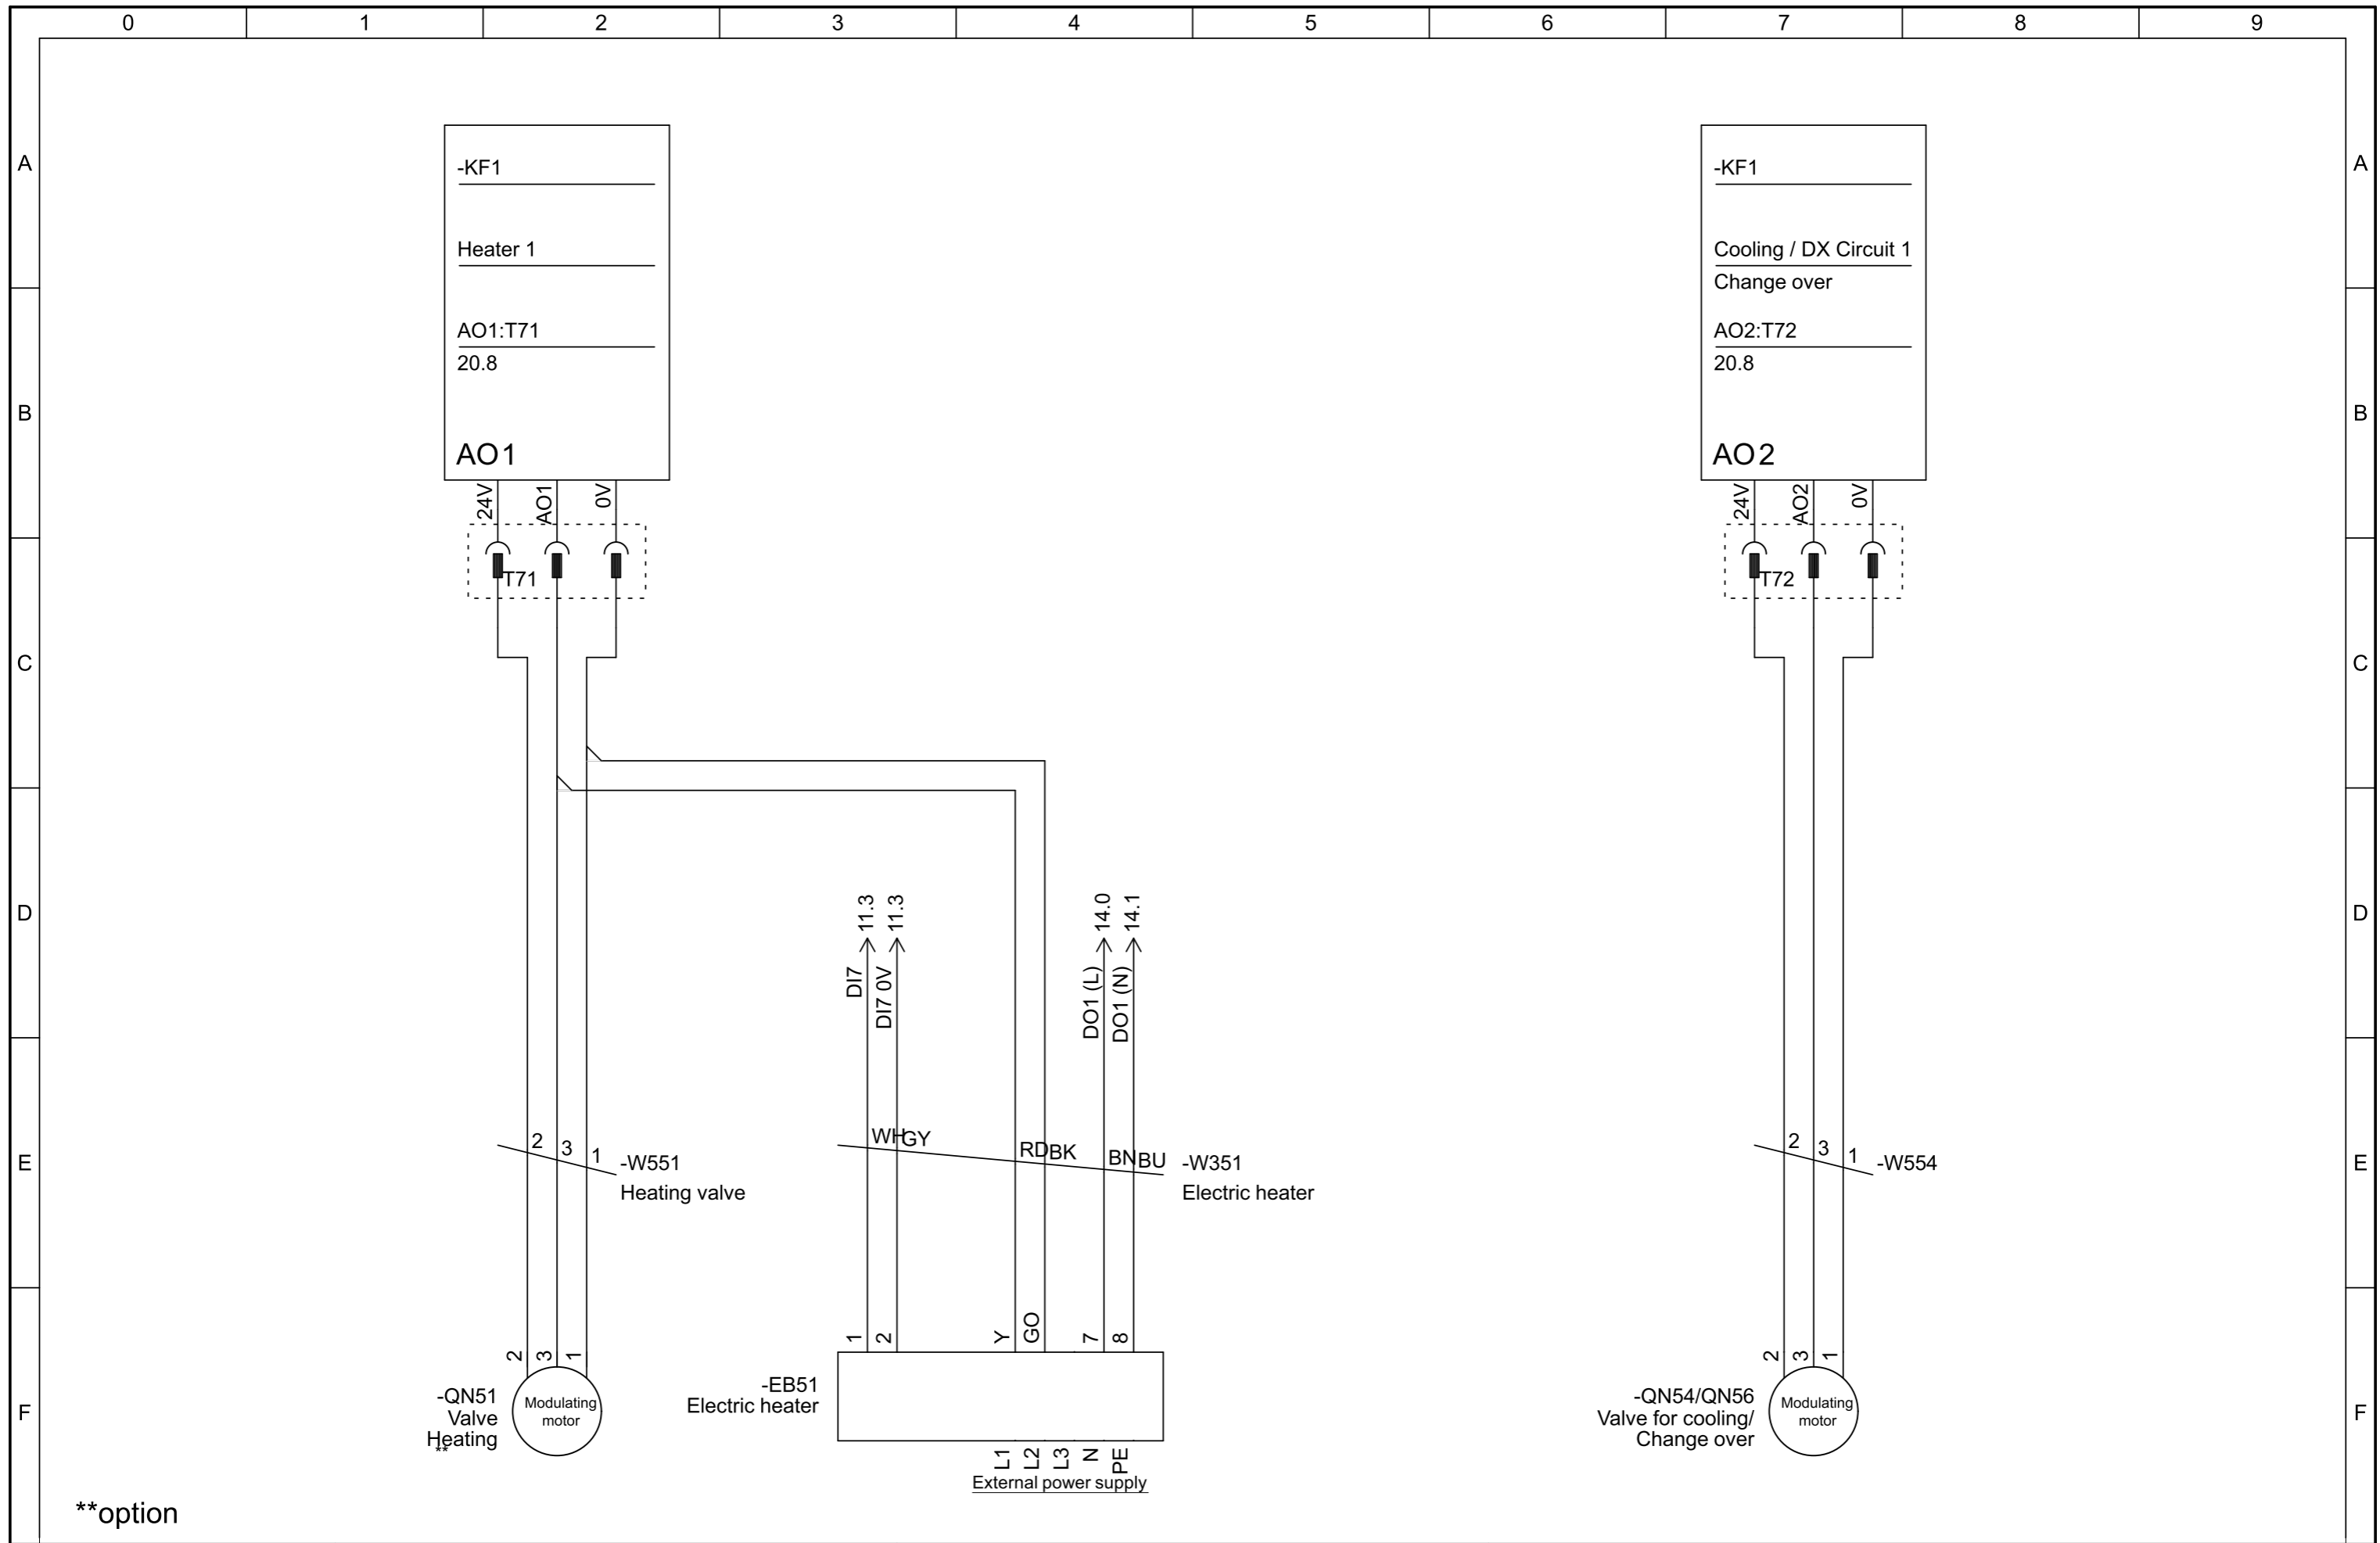 0 1 2 3 4 5 6 7 8 9
A
A
B
B
C
C
D
D
E
E
F
F
-KF1
Heater 1
AO1:T71
20.8
AO1
24V
AO1
0V
T71
-KF1
Cooling / DX Circuit 1
Change over
AO2:T72
20.8
AO2
24V
AO2
0V
T72
11.3
11.3
DI7
DI7 0V
14.0
14.1
DO1 (L)
DO1 (N)
2
3
1
-W551
Heating valve
WH
GY
RD
BK
BN
BU
-W351
Electric heater
2
3
1
-W554
2
3
1
-QN51
Valve
Heating
**
Modulating
motor
1
2
Y
GO
7
8
-EB51
Electric heater
L1
L2
L3
N
PE
External power supply
2
3
1
-QN54/QN56
Valve for cooling/
Change over
Modulating
motor
**option